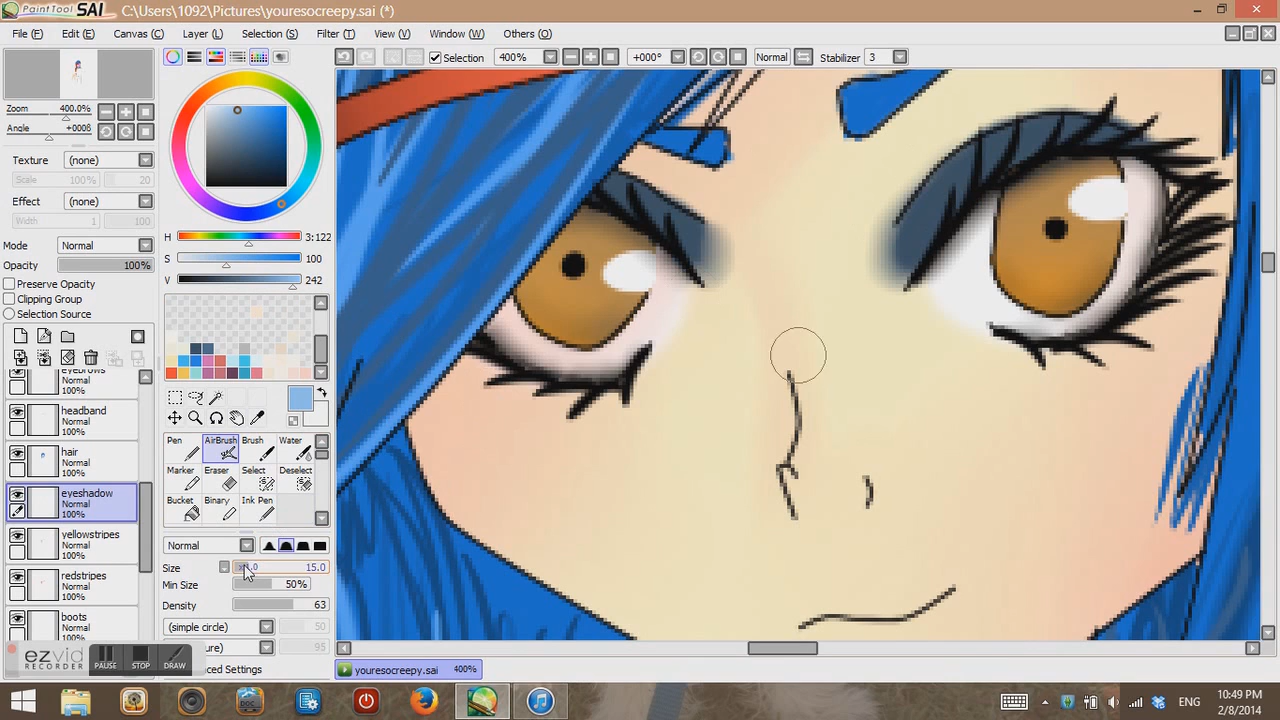 PaintTool SAI C:\Users\1092\Pictures\youresocreepy.sai (*)
File (F) Edit (E) Canvas (C) Layer (L) Selection (S) Filter (T) View (V) Window (W) Others (O)
Selection 400% +000° Normal Stabilizer 3
Zoom 400.0%
Angle +000θ
Texture (none)
Scale 100% 20
Effect (none)
Width 1 100
Mode Normal
Opacity 100%
Preserve Opacity
Clipping Group
Selection Source
eyebrows
Normal
100%
headband
Normal
100%
hair
Normal
100%
eyeshadow
Normal
100%
yellowstripes
Normal
100%
redstripes
Normal
100%
boots
Normal
H 3:122
S 100
V 242
Pen AirBrush Brush Water
Marker Eraser Select Deselect
Bucket Binary Ink Pen
Normal
Size 15.0
Min Size 50%
Density 63
(simple circle) 50
95
Settings
ezvid
RECORDER
PAUSE STOP DRAW
youresocreepy.sai 400%
DOC
ENG
10:49 PM
2/8/2014